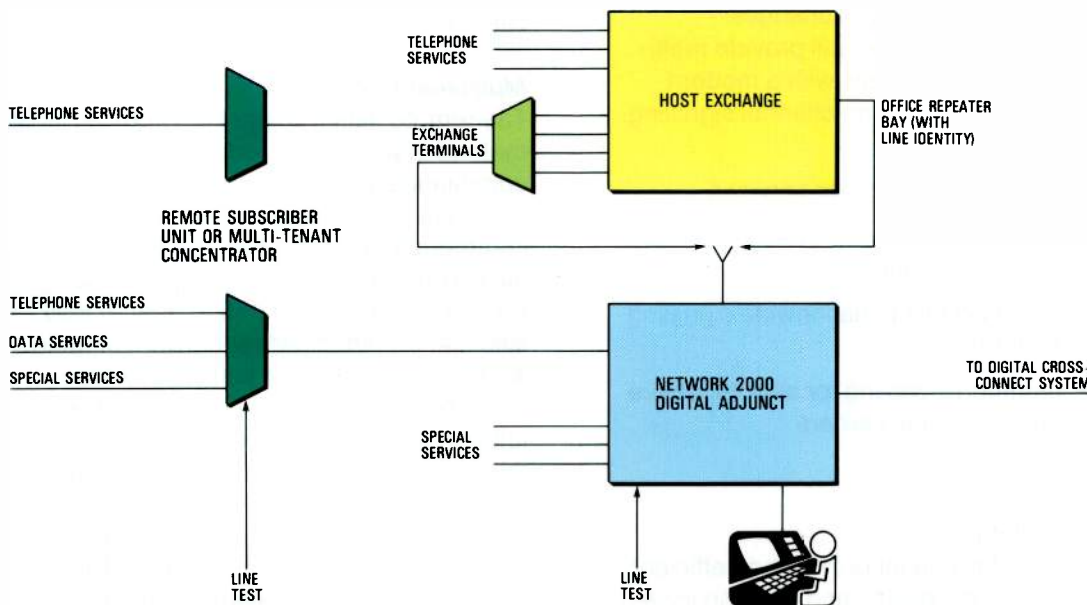 TELEPHONE
SERVICES
HOST EXCHANGE
OFFICE REPEATER
BAY (WITH
LINE IDENTITY)
TELEPHONE SERVICES
EXCHANGE
TERMINALS
REMOTE SUBSCRIBER
UNIT OR MULTI-TENANT
CONCENTRATOR
TELEPHONE SERVICES
DATA SERVICES
SPECIAL SERVICES
NETWORK 2000
DIGITAL ADJUNCT
TO DIGITAL CROSS-
CONNECT SYSTEM
SPECIAL
SERVICES
LINE
TEST
LINE
TEST